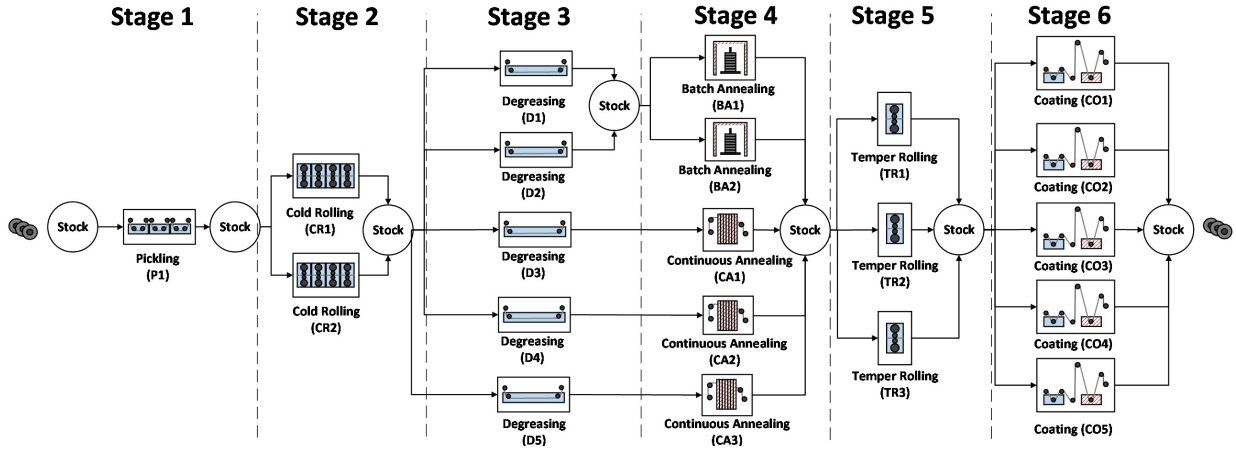 Stage 1
Stage 2
Stage 3
Stage 4
Stage 5
Stage 6
Stock
Pickling
(P1)
Stock
Cold Rolling
(CR1)
Cold Rolling
(CR2)
Stock
Degreasing
(D1)
Degreasing
(D2)
Degreasing
(D3)
Degreasing
(D4)
Degreasing
(D5)
Stock
Batch Annealing
(BA1)
Batch Annealing
(BA2)
Continuous Annealing
(CA1)
Continuous Annealing
(CA2)
Continuous Annealing
(CA3)
Stock
Temper Rolling
(TR1)
Temper Rolling
(TR2)
Temper Rolling
(TR3)
Stock
Coating (CO1)
Coating (CO2)
Coating (CO3)
Coating (CO4)
Coating (CO5)
Stock